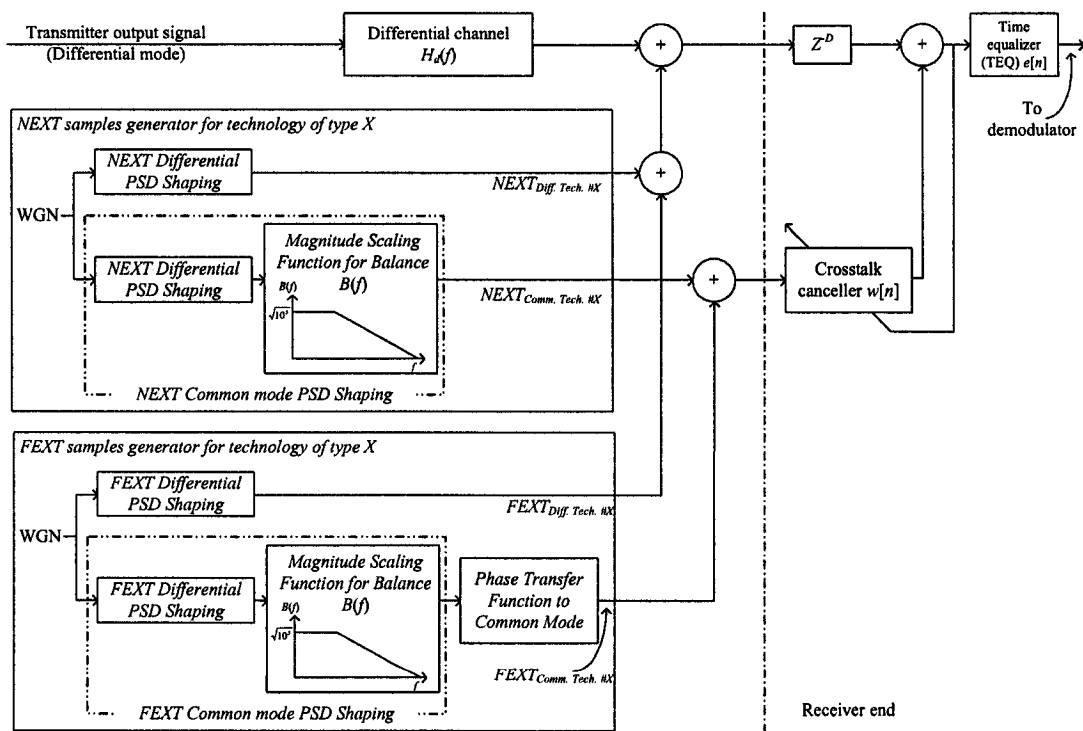 Transmitter output signal
(Differential mode)
Differential channel
H_d(f)
+
Z^-D
+
Time
equalizer
(TEQ) e[n]
To
demodulator
NEXT samples generator for technology of type X
NEXT Differential
PSD Shaping
NEXT_Diff. Tech. #X
+
WGN
NEXT Differential
PSD Shaping
Magnitude Scaling
Function for Balance
B(f)
B(f)
√10³
f
NEXT_Comm. Tech. #X
+
Crosstalk
canceller w[n]
NEXT Common mode PSD Shaping
FEXT samples generator for technology of type X
FEXT Differential
PSD Shaping
FEXT_Diff. Tech. #X
WGN
FEXT Differential
PSD Shaping
Magnitude Scaling
Function for Balance
B(f)
B(f)
√10³
f
Phase Transfer
Function to
Common Mode
FEXT_Comm. Tech. #X
FEXT Common mode PSD Shaping
Receiver end